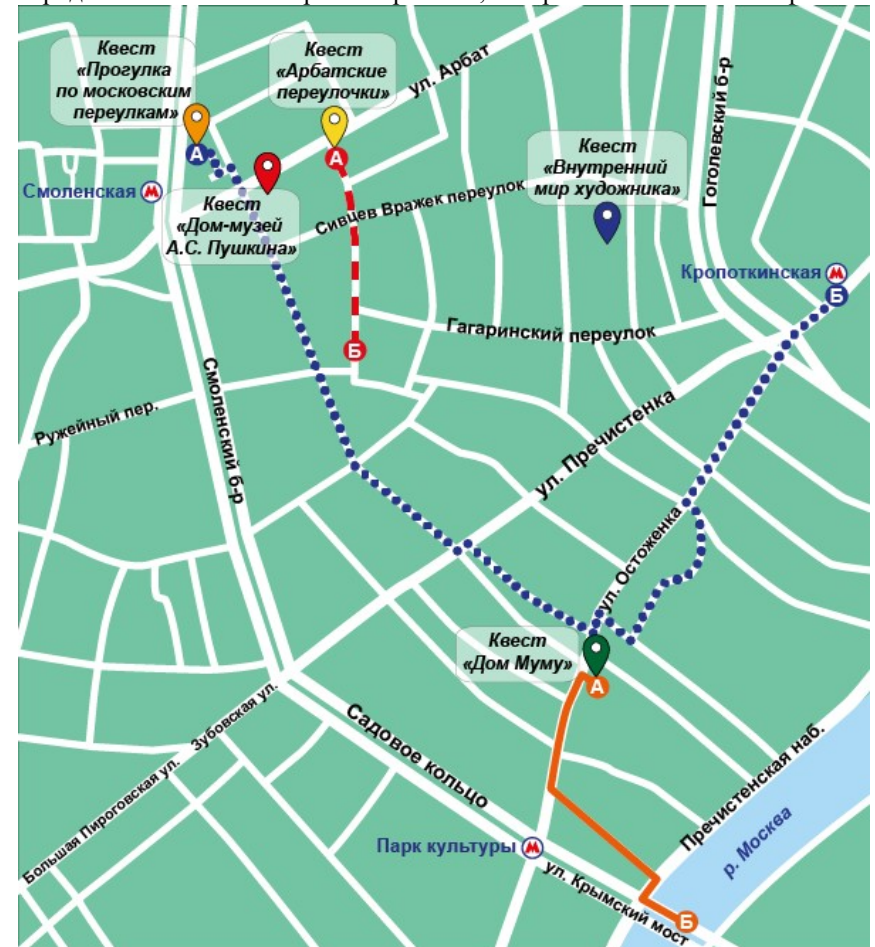 Квест
«Прогулка
по московским
переулкам»
Квест
«Арбатские
переулочки»
ул. Арбат
Гоголевский б-р
А
А
Квест
«Внутренний
мир художника»
Смоленская М
Квест
«Дом-музей
А.С. Пушкина»
Сивцев Вражек переулок
Кропоткинская М
Б
Гагаринский переулок
Б
Ружейный пер.
Смоленский б-р
ул. Пречистенка
ул. Остоженка
Квест
«Дом Муму»
А
Зубовская ул.
Садовое кольцо
Большая Пироговская ул.
Пречистенская наб.
р. Москва
Парк культуры М
ул. Крымский мост
Б